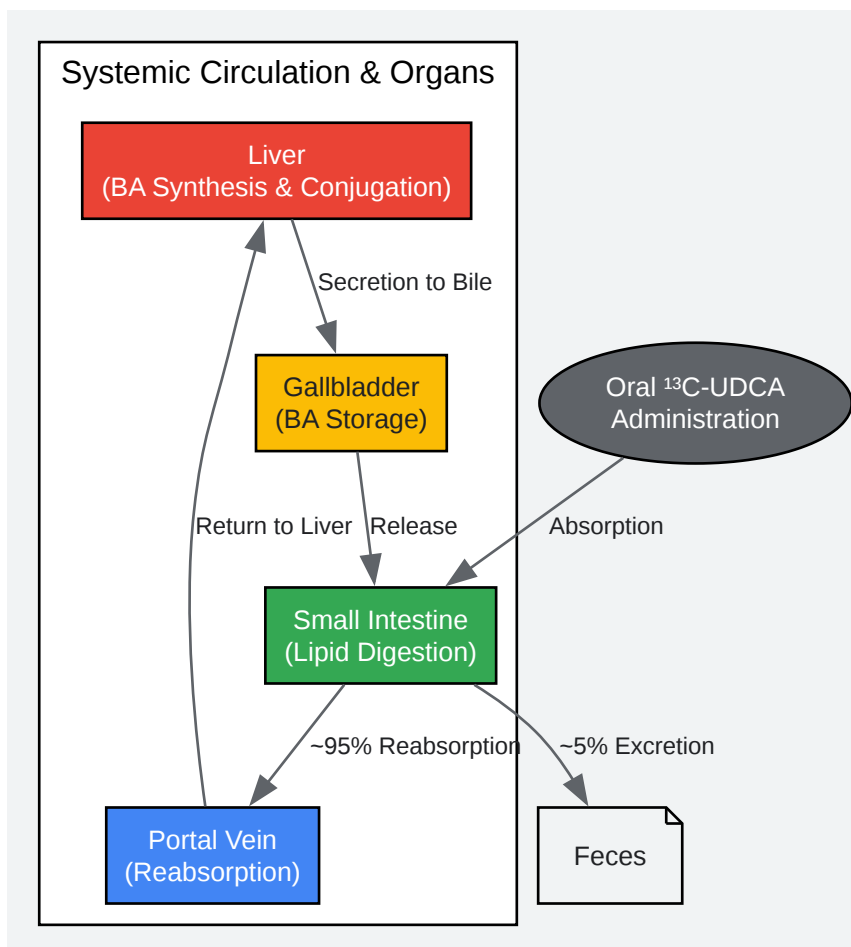 Systemic Circulation & Organs
Liver
(BA Synthesis & Conjugation)
Secretion to Bile
Gallbladder
(BA Storage)
Oral ¹³C-UDCA
Administration
Return to Liver
Release
Absorption
Small Intestine
(Lipid Digestion)
~95% Reabsorption
~5% Excretion
Portal Vein
(Reabsorption)
Feces